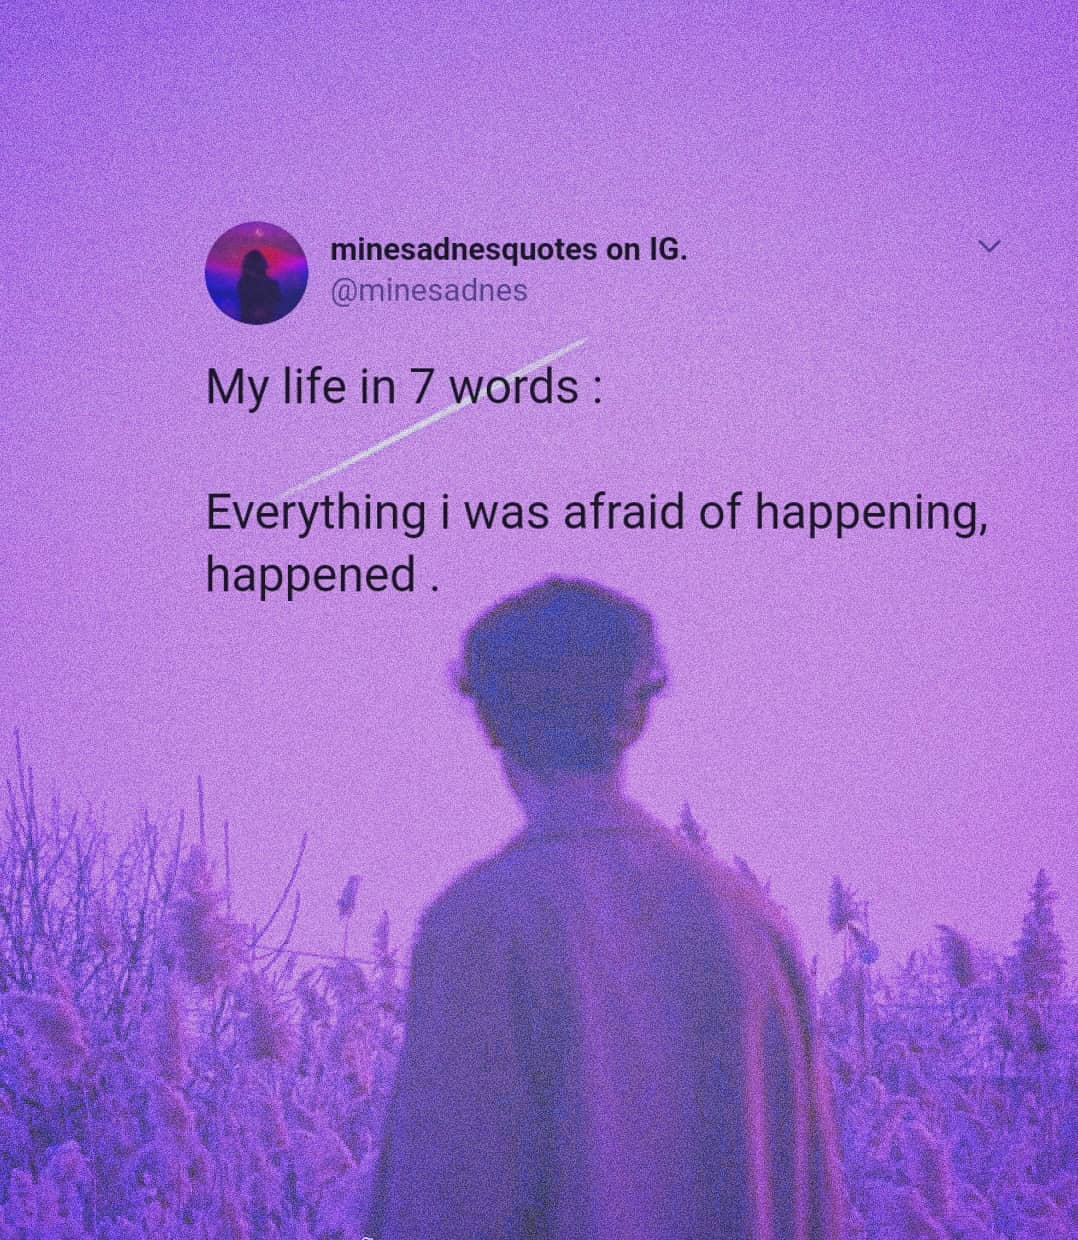 minesadnesquotes on IG.
@minesadnes
My life in 7 words :
Everything i was afraid of happening,
happened .